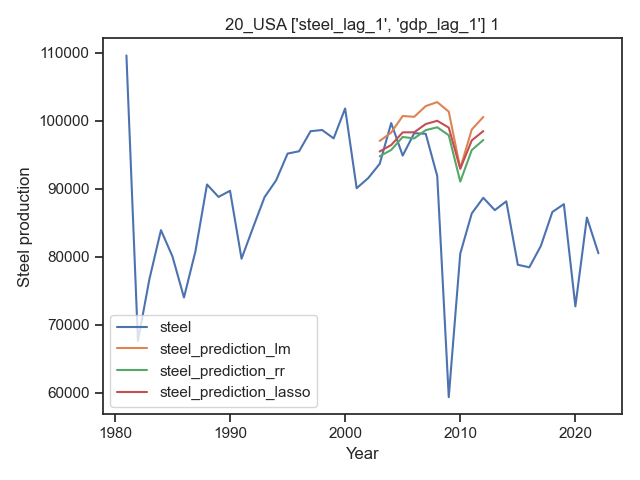 20_USA ['steel_lag_1', 'gdp_lag_1'] 1
110000
100000
90000
80000
70000
60000
Steel production
steel
steel_prediction_lm
steel_prediction_rr
steel_prediction_lasso
1980
1990
2000
2010
2020
Year